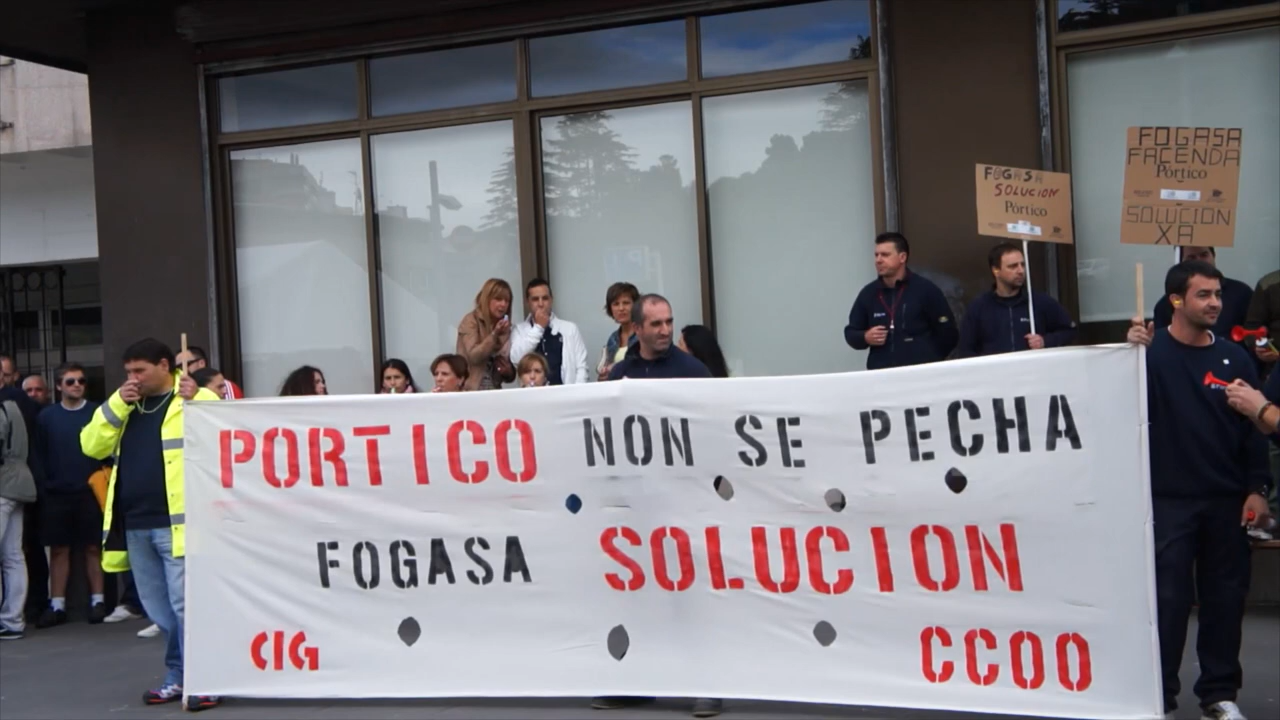 FOGASA
SOLUCION
Pórtico
FOGASA
FACENDA
Pórtico
SOLUCION
XA
PORTICO NON SE PECHA
FOGASA SOLUCION
CIG CCOO